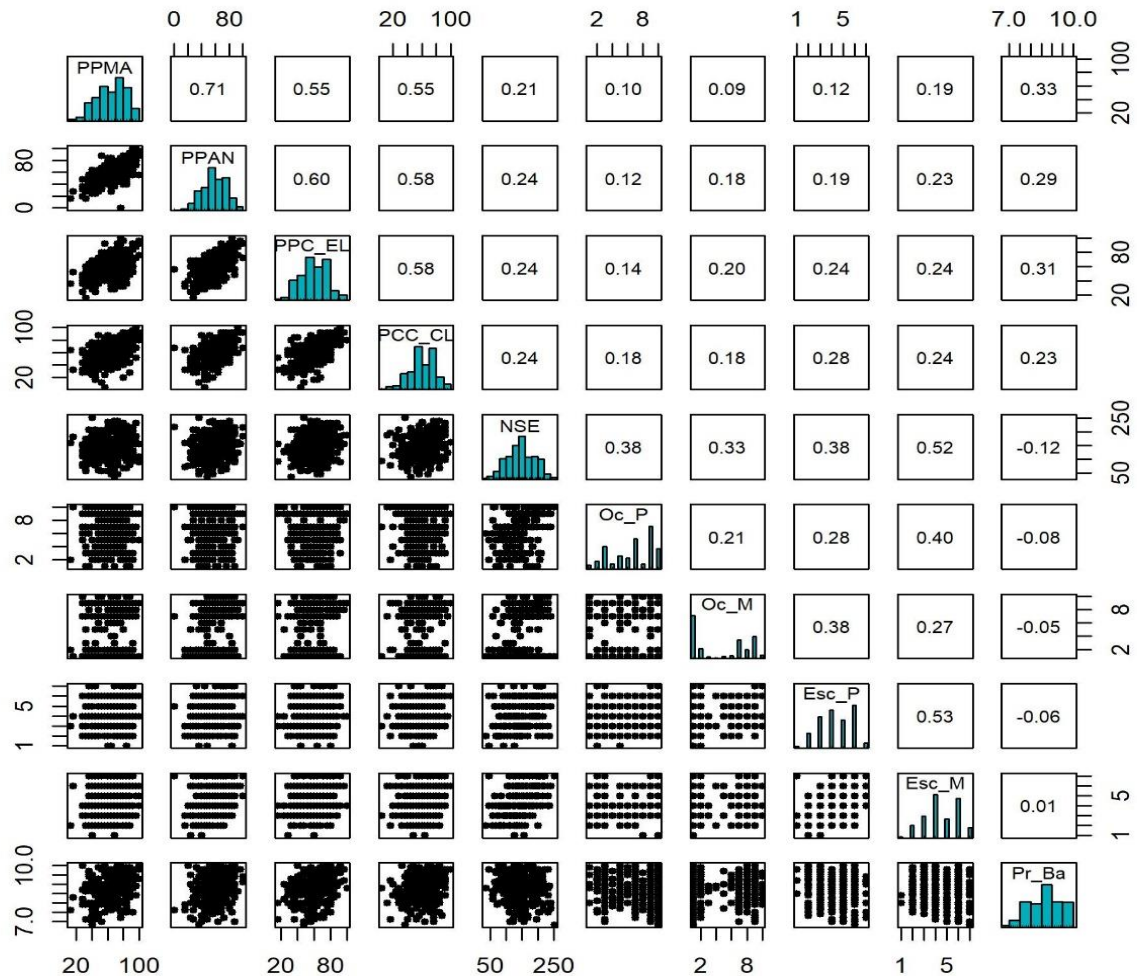 0 80 20 100 2 8 1 5 7.0 10.0
PPMA 0.71 0.55 0.55 0.21 0.10 0.09 0.12 0.19 0.33 20 100
0 80 PPAN 0.60 0.58 0.24 0.12 0.18 0.19 0.23 0.29
PPC_EL 0.58 0.24 0.14 0.20 0.24 0.24 0.31 20 80
20 100 PCC_CL 0.24 0.18 0.18 0.28 0.24 0.23
NSE 0.38 0.33 0.38 0.52 -0.12 50 250
2 8 Oc_P 0.21 0.28 0.40 -0.08
Oc_M 0.38 0.27 -0.05 2 8
1 5 Esc_P 0.53 -0.06
Esc_M 0.01 1 5
7.0 10.0 Pr_Ba
20 100 20 80 50 250 2 8 1 5